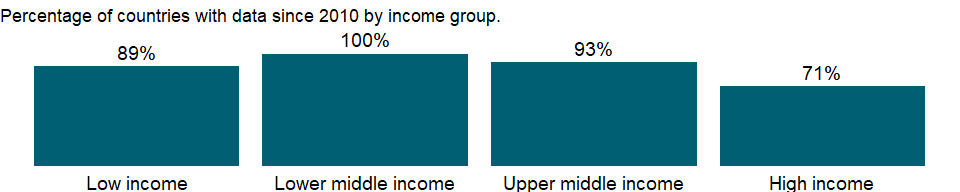 Percentage of countries with data since 2010 by income group.
89%
100%
93%
71%
Low income
Lower middle income
Upper middle income
High income